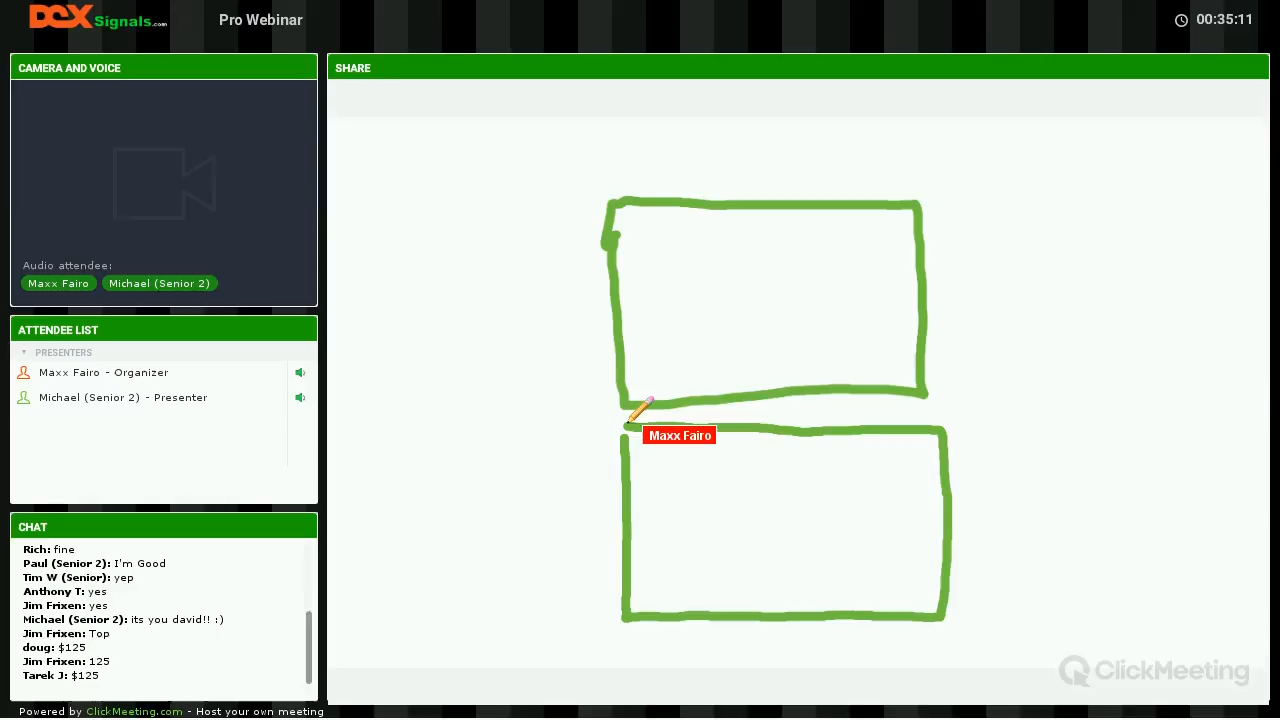 DCX Signals.com
Pro Webinar
00:35:11
CAMERA AND VOICE
SHARE
Audio attendee:
Maxx Fairo
Michael (Senior 2)
ATTENDEE LIST
PRESENTERS
Maxx Fairo - Organizer
Michael (Senior 2) - Presenter
Maxx Fairo
CHAT
Rich: fine
Paul (Senior 2): I'm Good
Tim W (Senior): yep
Anthony T: yes
Jim Frixen: yes
Michael (Senior 2): its you david!! :)
Jim Frixen: Top
doug: $125
Jim Frixen: 125
Tarek J: $125
ClickMeeting
Powered by ClickMeeting.com - Host your own meeting